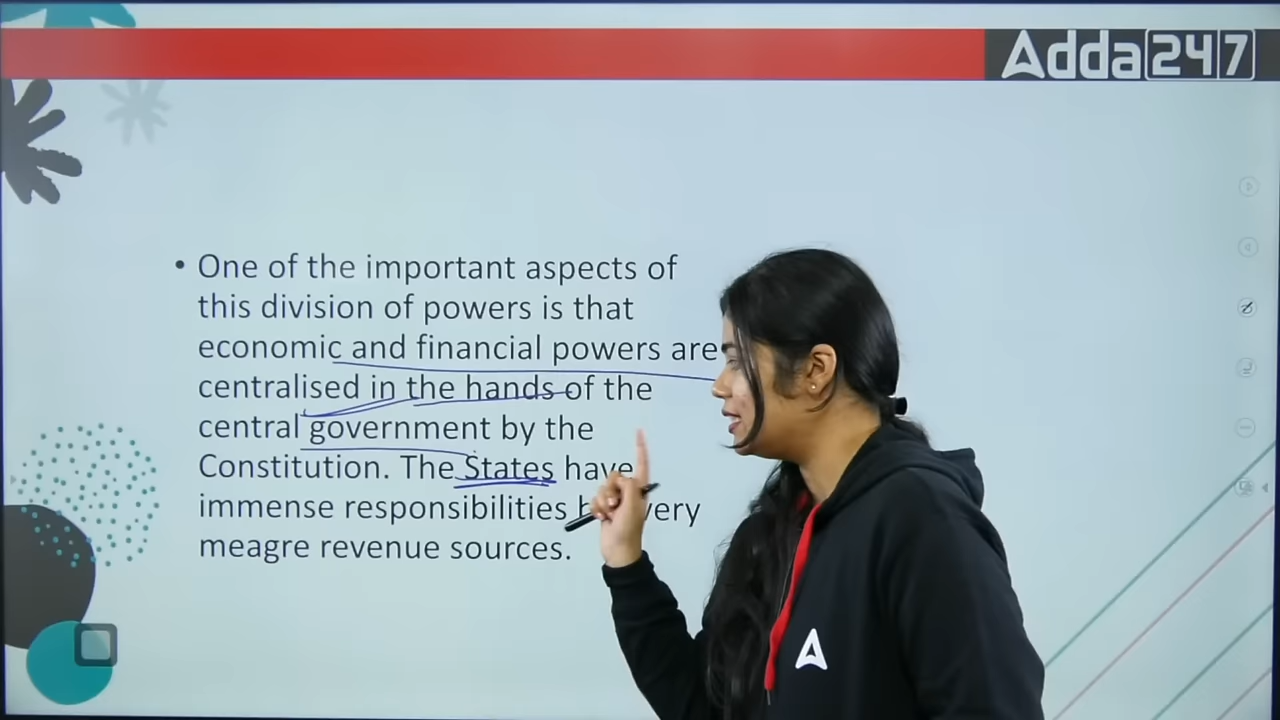 Adda247
• One of the important aspects of
this division of powers is that
economic and financial powers are
centralised in the hands of the
central government by the
Constitution. The States have
immense responsibilities very
meagre revenue sources.